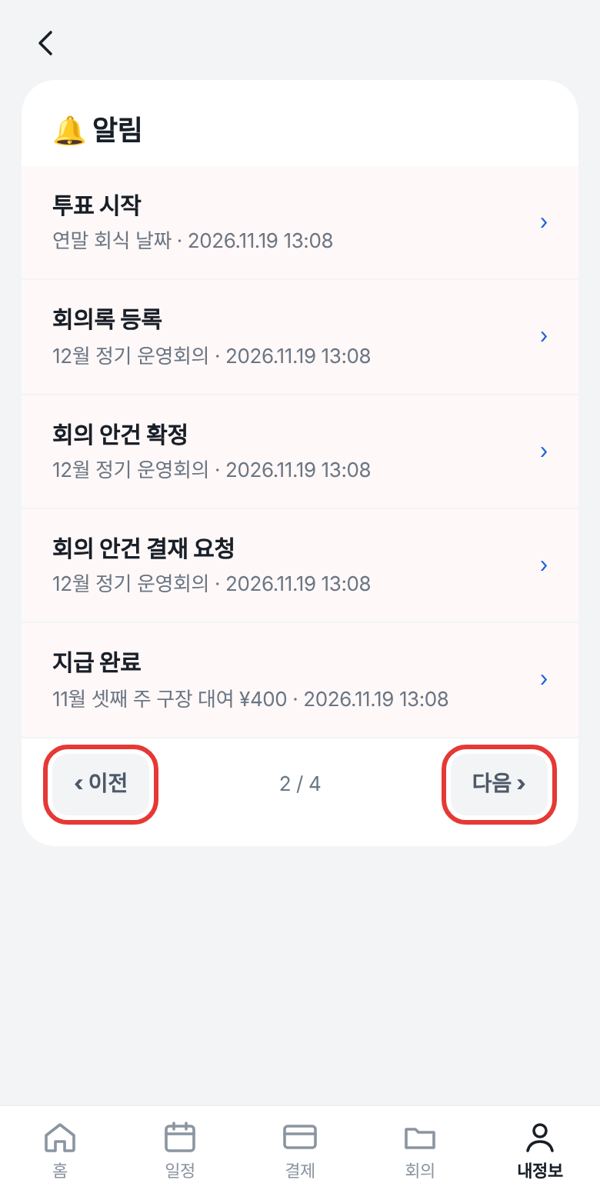 🔔 알림
투표 시작
연말 회식 날짜 · 2026.11.19 13:08
›
회의록 등록
12월 정기 운영회의 · 2026.11.19 13:08
›
회의 안건 확정
12월 정기 운영회의 · 2026.11.19 13:08
›
회의 안건 결재 요청
12월 정기 운영회의 · 2026.11.19 13:08
›
지급 완료
11월 셋째 주 구장 대여 ¥400 · 2026.11.19 13:08
›
‹ 이전 2 / 4 다음 ›
홈 일정 결제 회의 내정보